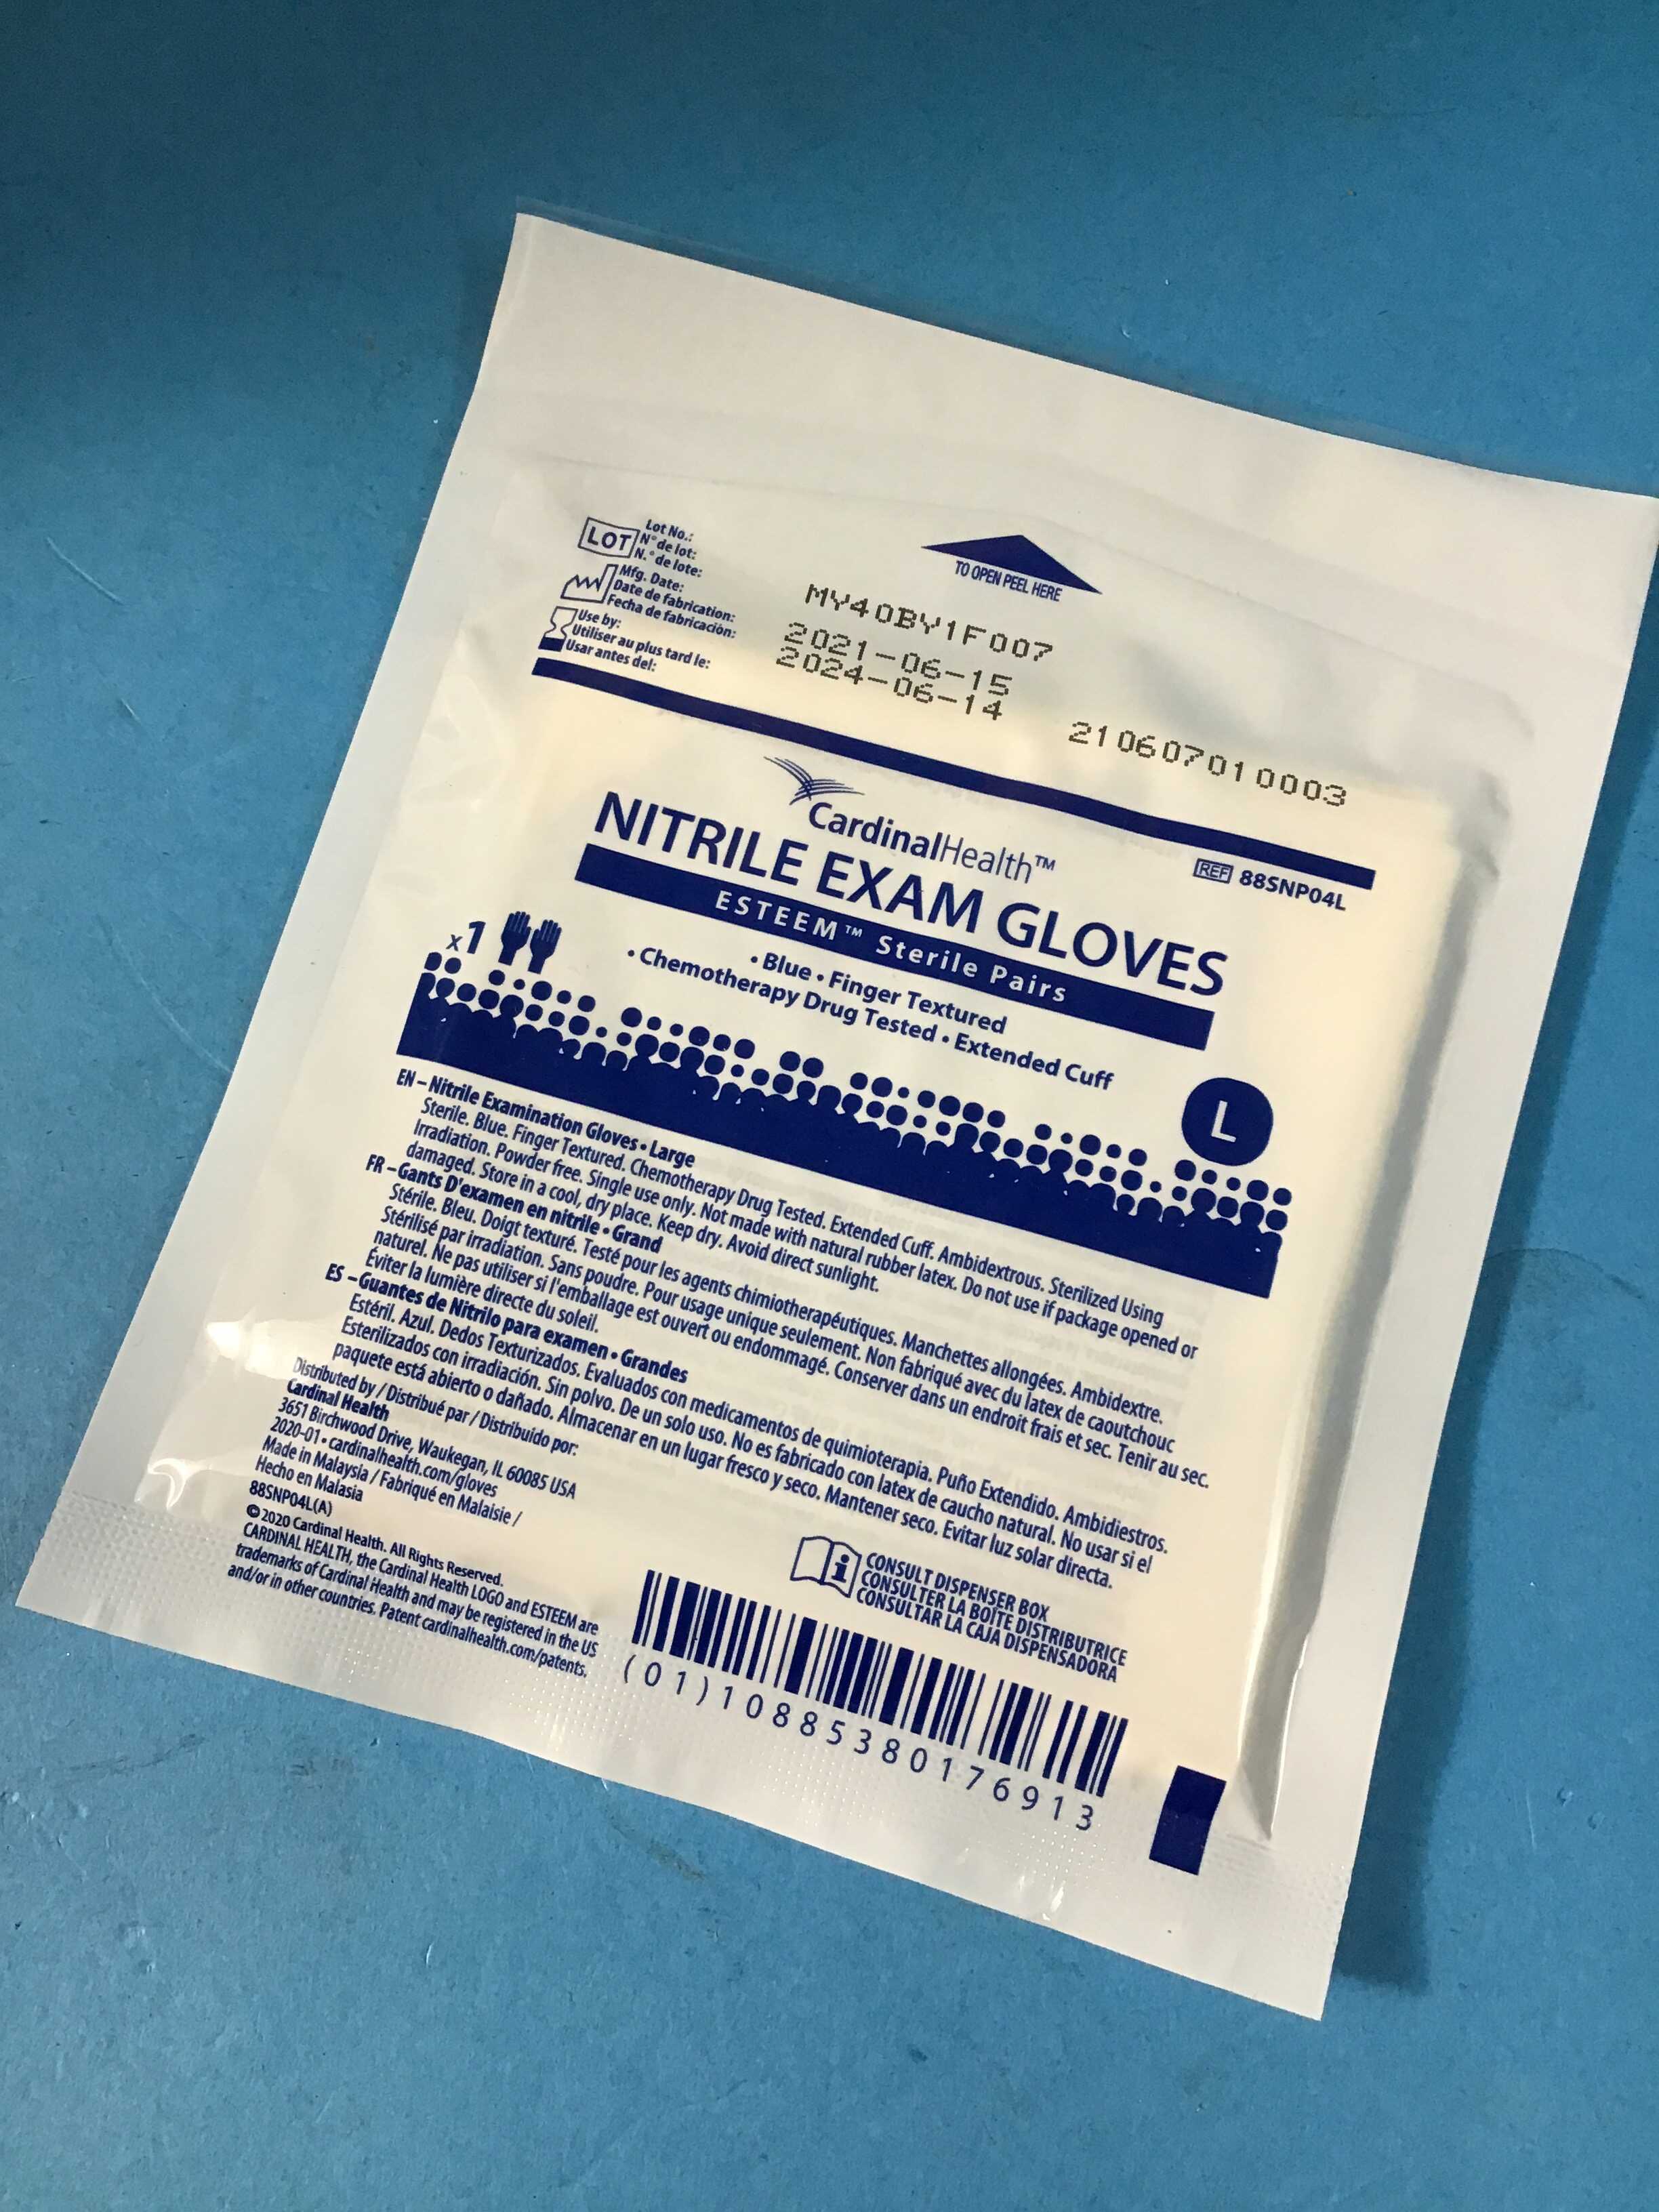 LOT
Lot No.:
N° de lot:
N.° de lote:
MY40BY1F007
Mfg. Date:
Date de fabrication:
Fecha de fabricación:
2021-06-15
Use by:
Utiliser au plus tard le:
Usar antes del:
2024-06-14
210607010003
TO OPEN PEEL HERE
CardinalHealth™
REF 88SNP04L
NITRILE EXAM GLOVES
ESTEEM™ Sterile Pairs
x1
• Blue • Finger Textured
• Chemotherapy Drug Tested • Extended Cuff
L
EN – Nitrile Examination Gloves • Large
Sterile. Blue. Finger Textured. Chemotherapy Drug Tested. Extended Cuff. Ambidextrous. Sterilized Using
Irradiation. Powder free. Single use only. Not made with natural rubber latex. Do not use if package opened or
damaged. Store in a cool, dry place. Keep dry. Avoid direct sunlight.
FR – Gants D'examen en nitrile • Grand
Stérile. Bleu. Doigt texturé. Testé pour les agents chimiotherapéutiques. Manchettes allongées. Ambidextre.
Stérilisé par irradiation. Sans poudre. Pour usage unique seulement. Non fabriqué avec du latex de caoutchouc
naturel. Ne pas utiliser si l'emballage est ouvert ou endommagé. Conserver dans un endroit frais et sec. Tenir au sec.
Éviter la lumière directe du soleil.
ES – Guantes de Nitrilo para examen • Grandes
Estéril. Azul. Dedos Texturizados. Evaluados con medicamentos de quimioterapia. Puño Extendido. Ambidiestros.
Esterilizados con irradiación. Sin polvo. De un solo uso. No es fabricado con latex de caucho natural. No usar si el
paquete está abierto o dañado. Almacenar en un lugar fresco y seco. Mantener seco. Evitar luz solar directa.
Distributed by / Distribué par / Distribuido por:
Cardinal Health
3651 Birchwood Drive, Waukegan, IL 60085 USA
2020-01 • cardinalhealth.com/gloves
Made in Malaysia / Fabriqué en Malaisie /
Hecho en Malasia
88SNP04L(A)
© 2020 Cardinal Health. All Rights Reserved.
CARDINAL HEALTH, the Cardinal Health LOGO and ESTEEM are
trademarks of Cardinal Health and may be registered in the US
and/or in other countries. Patent cardinalhealth.com/patents.
CONSULT DISPENSER BOX
CONSULTER LA BOÎTE DISTRIBUTRICE
CONSULTAR LA CAJA DISPENSADORA
(01)10885380176913